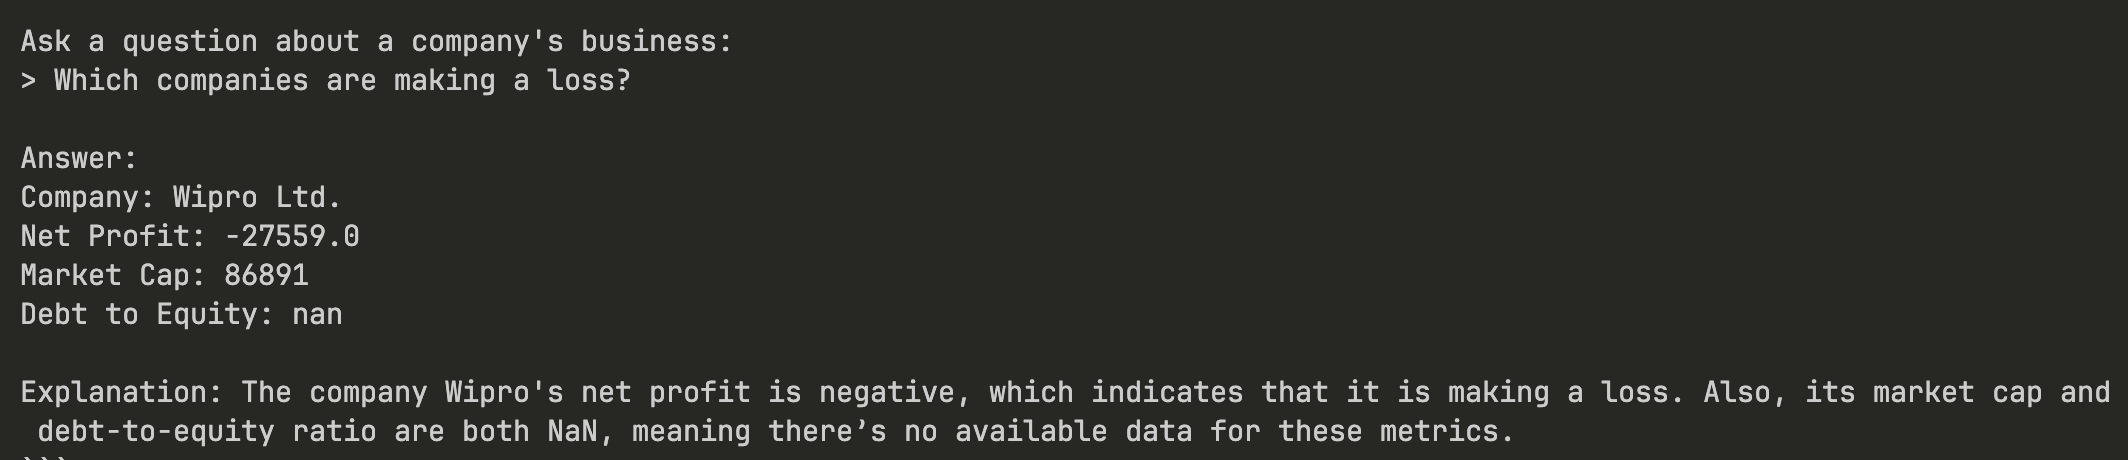 Ask a question about a company's business:
> Which companies are making a loss?
Answer:
Company: Wipro Ltd.
Net Profit: -27559.0
Market Cap: 86891
Debt to Equity: nan
Explanation: The company Wipro's net profit is negative, which indicates that it is making a loss. Also, its market cap and
debt-to-equity ratio are both NaN, meaning there’s no available data for these metrics.
```